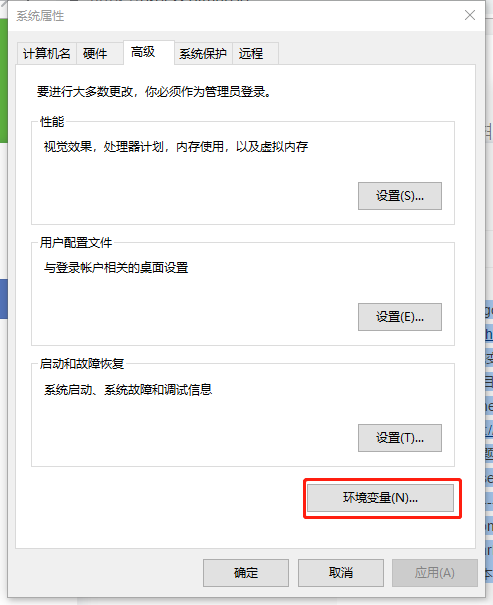 系统属性
计算机名
硬件
高级
系统保护
远程
要进行大多数更改，你必须作为管理员登录。
性能
视觉效果，处理器计划，内存使用，以及虚拟内存
设置(S)...
用户配置文件
与登录帐户相关的桌面设置
设置(E)...
启动和故障恢复
系统启动、系统故障和调试信息
设置(T)...
环境变量(N)...
确定
取消
应用(A)